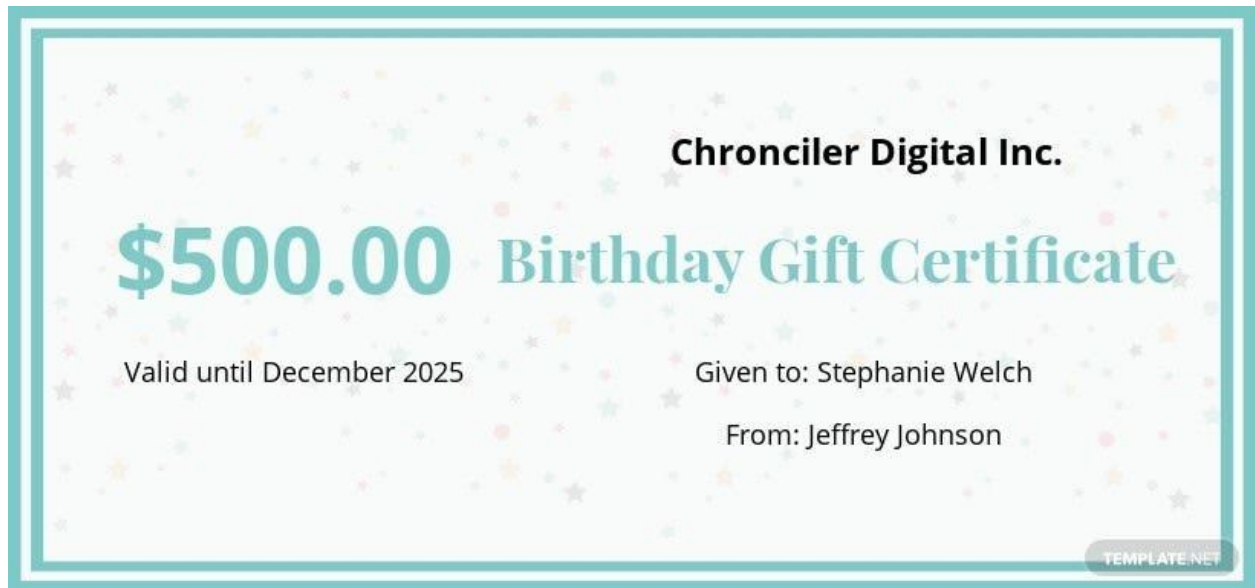 Chronciler Digital Inc.
$500.00
Birthday Gift Certificate
Valid until December 2025
Given to: Stephanie Welch
From: Jeffrey Johnson
TEMPLATE.NET